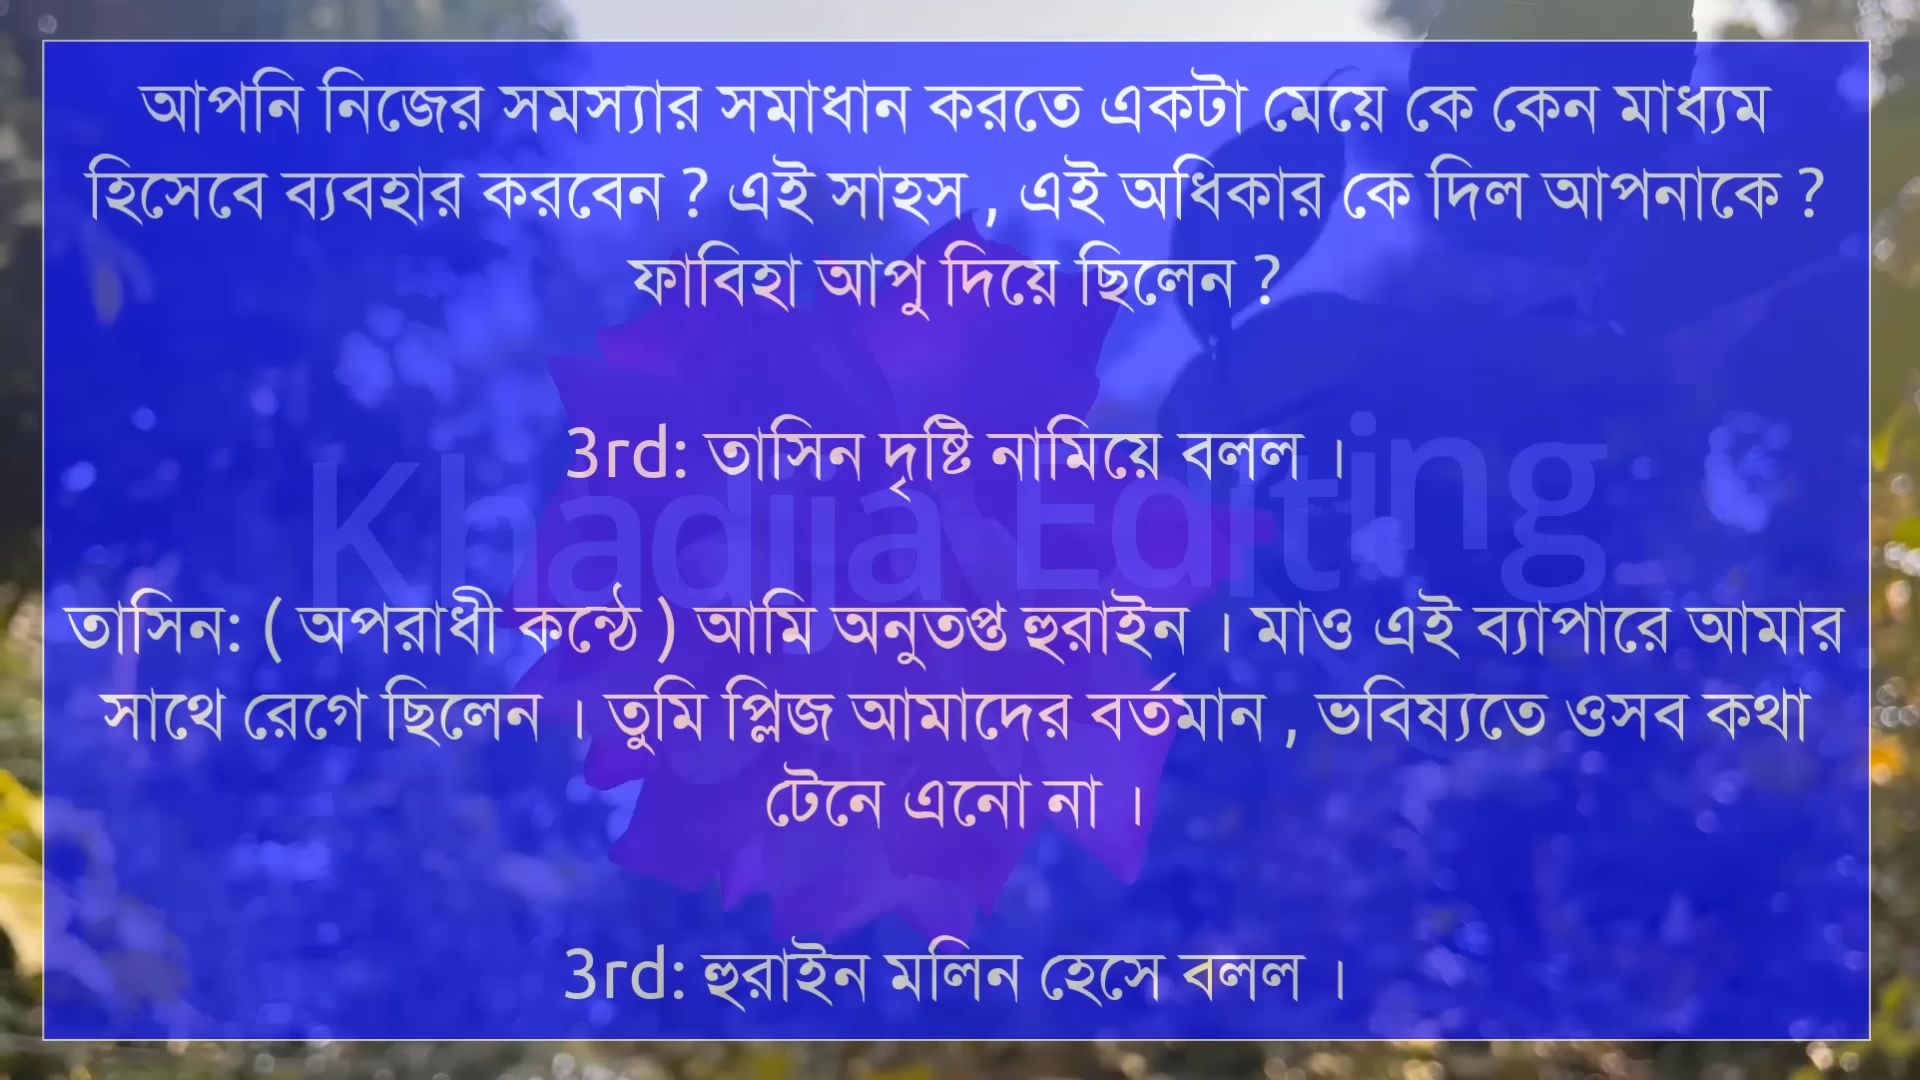 আপনি নিজের সমস্যার সমাধান করতে একটা মেয়ে কে কেন মাধ্যম
হিসেবে ব্যবহার করবেন ? এই সাহস , এই অধিকার কে দিল আপনাকে ?
ফাবিহা আপু দিয়ে ছিলেন ?
3rd: তাসিন দৃষ্টি নামিয়ে বলল ।
Khadija Editing
তাসিন: ( অপরাধী কন্ঠে ) আমি অনুতপ্ত হুরাইন । মাও এই ব্যাপারে আমার
সাথে রেগে ছিলেন । তুমি প্লিজ আমাদের বর্তমান , ভবিষ্যতে ওসব কথা
টেনে এনো না ।
3rd: হুরাইন মলিন হেসে বলল ।